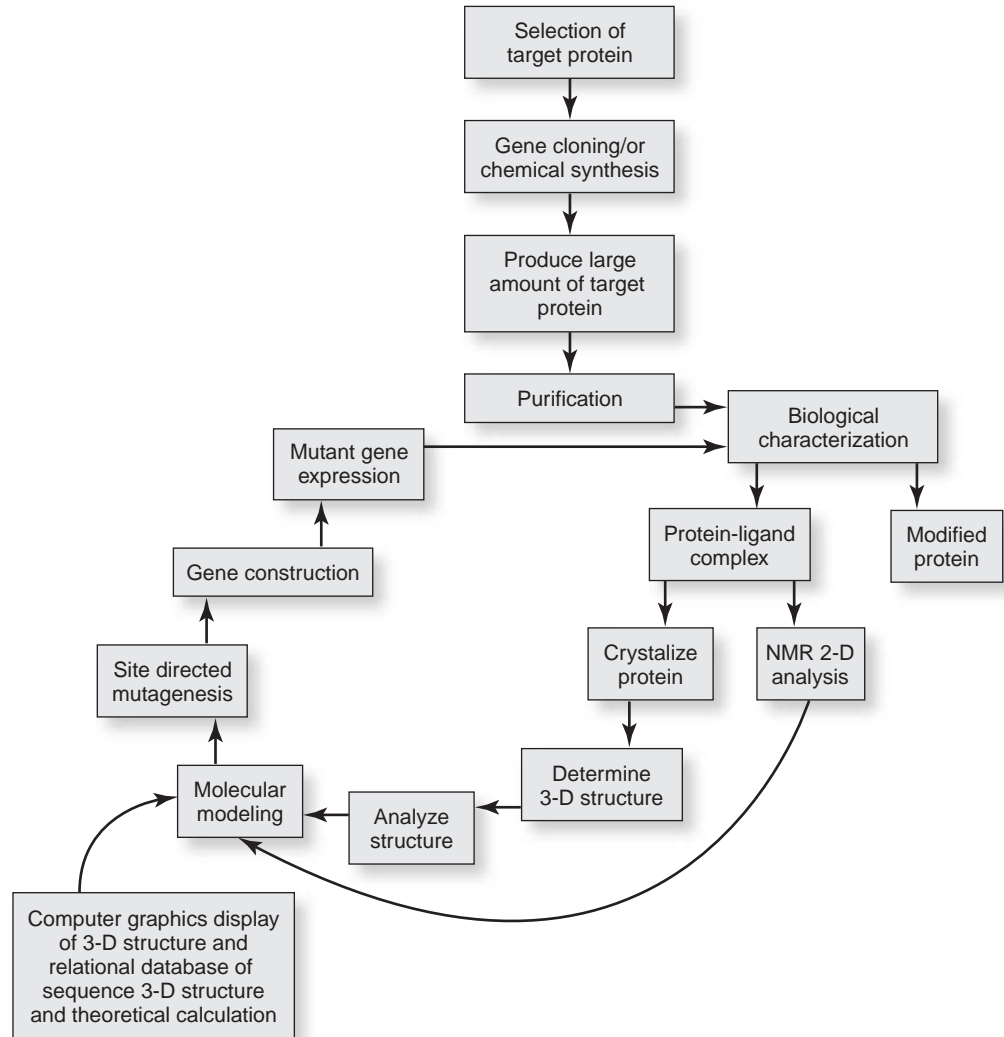 Selection of
target protein
Gene cloning/or
chemical synthesis
Produce large
amount of target
protein
Purification
Biological
characterization
Mutant gene
expression
Protein-ligand
complex
Modified
protein
Gene construction
Crystalize
protein
NMR 2-D
analysis
Site directed
mutagenesis
Determine
3-D structure
Molecular
modeling
Analyze
structure
Computer graphics display
of 3-D structure and
relational database of
sequence 3-D structure
and theoretical calculation